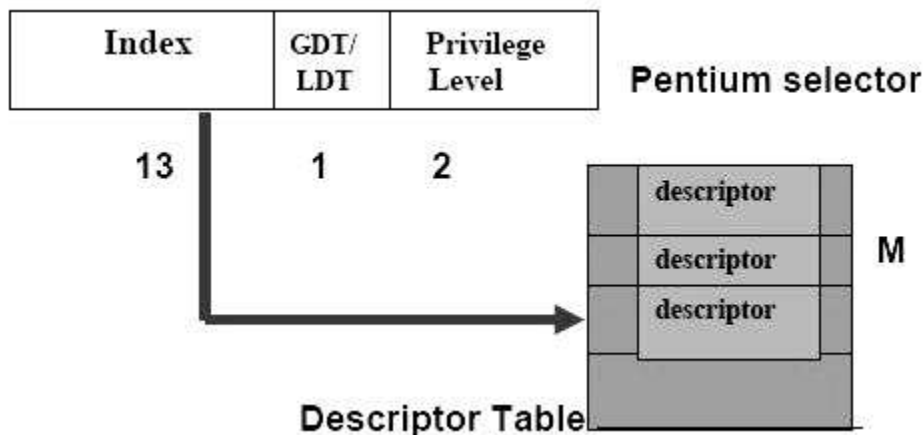 Index
GDT/
LDT
Privilege
Level
Pentium selector
13
1
2
descriptor
descriptor
M
descriptor
Descriptor Table